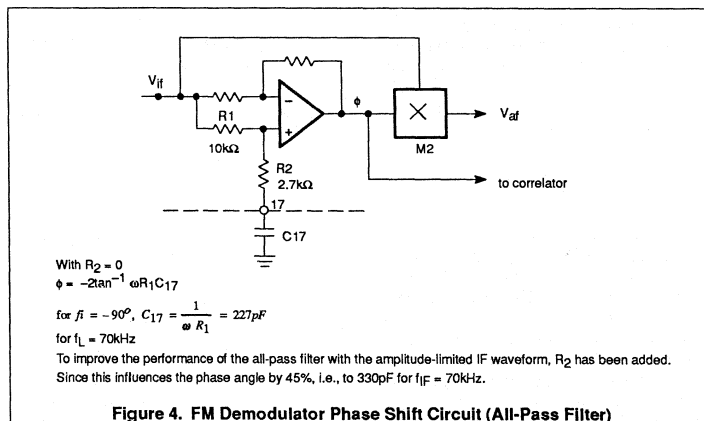 Vif
R1
10kΩ
−
+
ϕ
×
M2
Vaf
R2
2.7kΩ
to correlator
17
C17
With R2 = 0
ϕ = −2tan−1 ωR1C17
for fi = −90o, C17 = 1 / ω R1 = 227pF
for fL = 70kHz
To improve the performance of the all-pass filter with the amplitude-limited IF waveform, R2 has been added.
Since this influences the phase angle by 45%, i.e., to 330pF for fIF = 70kHz.
Figure 4. FM Demodulator Phase Shift Circuit (All-Pass Filter)